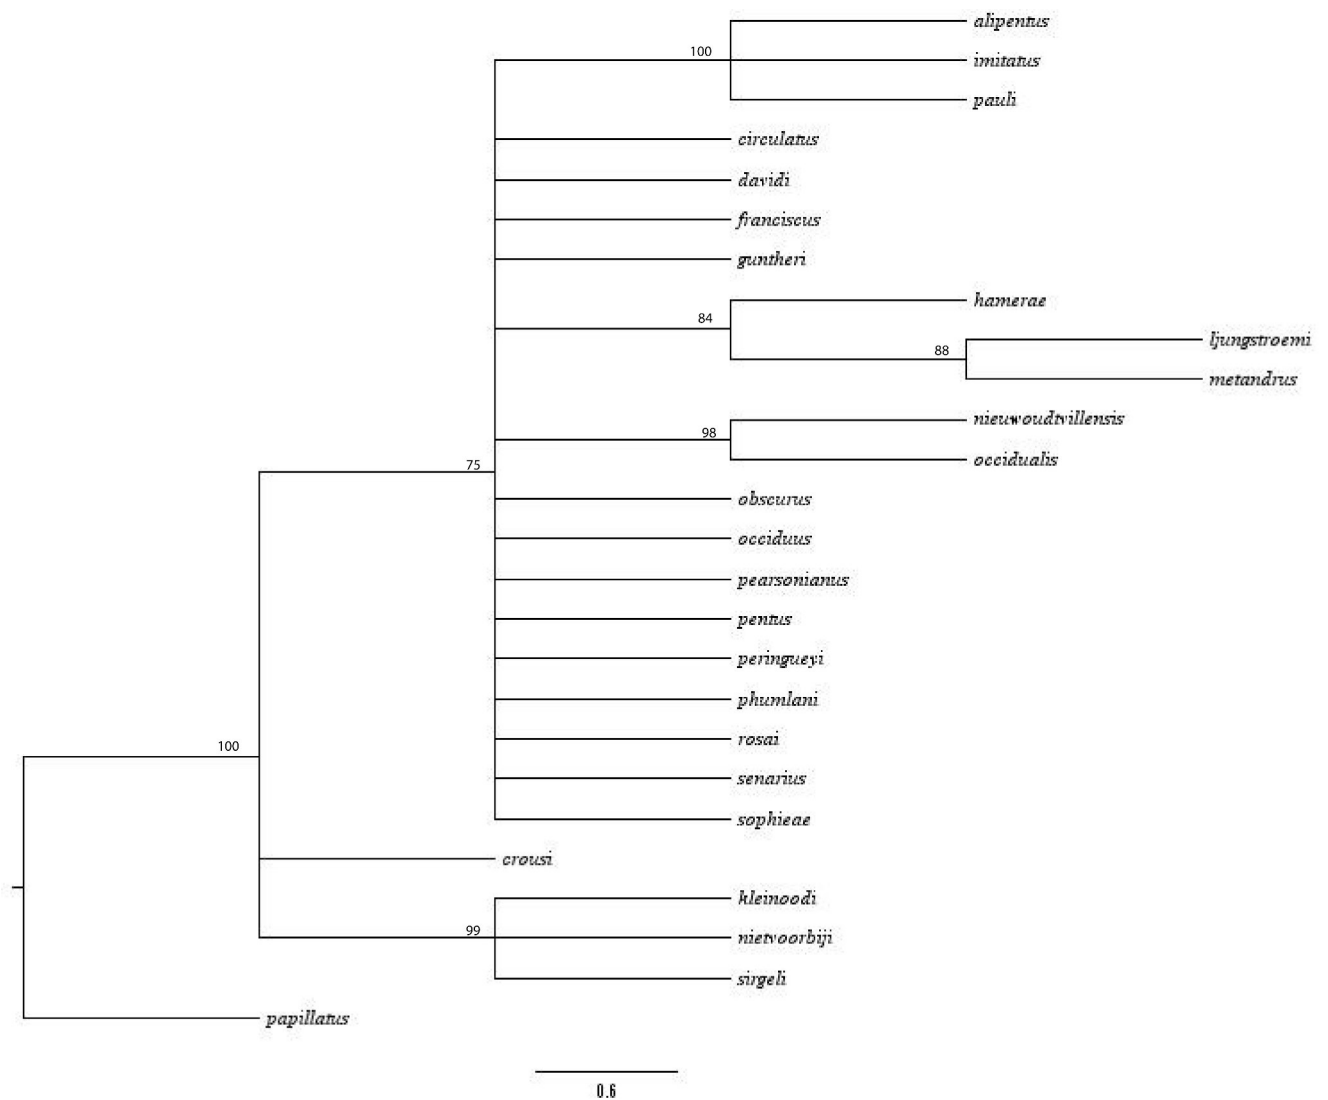 alipentus
100
imitatus
pauli
circulatus
davidi
franciscus
guntheri
hamerae
84
ljungstroemi
88
metandrus
nieuwoudtvillensis
98
occidualis
75
obscurus
occiduus
pearsonianus
pentus
peringueyi
phumlani
rosai
100
senarius
sophieae
crousi
kleinoodi
99
nietvoorbiji
sirgeli
papillatus
0.6